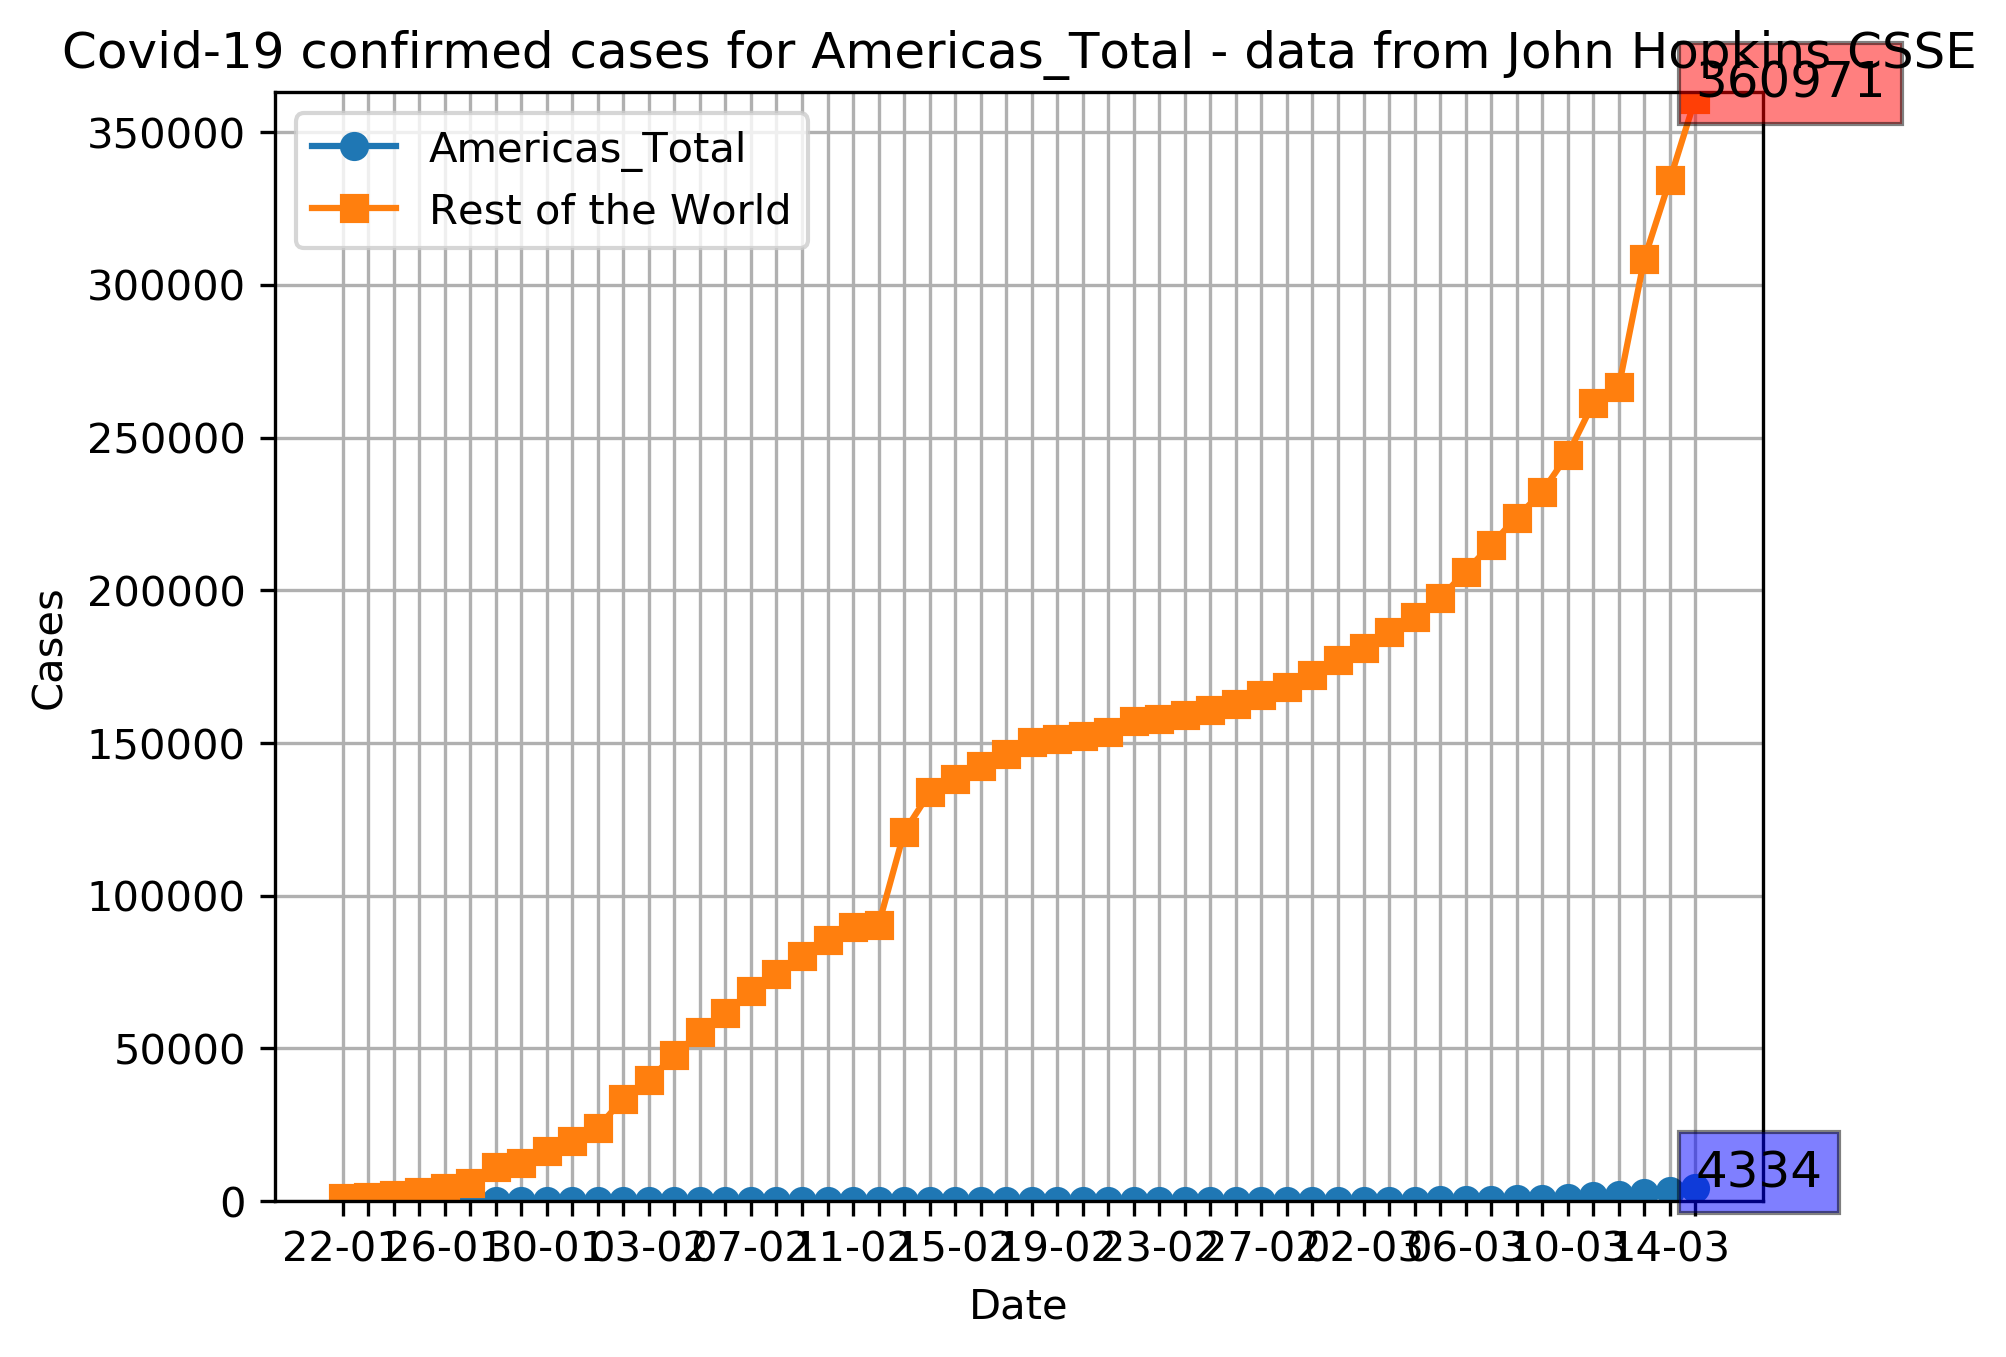 Covid-19 confirmed cases for Americas_Total - data from John Hopkins CSSE
360971
Americas_Total
Rest of the World
350000
300000
250000
200000
150000
100000
50000
0
Cases
4334
22-01 26-01 30-01 03-02 07-02 11-02 15-02 19-02 23-02 27-02 02-03 06-03 10-03 14-03
Date